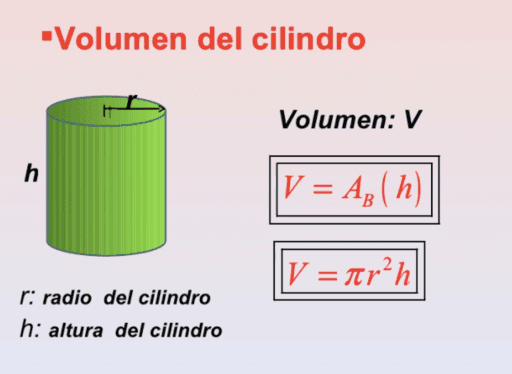 ▪Volumen del cilindro
r
h
Volumen: V
V = A_B(h)
V = πr²h
r: radio del cilindro
h: altura del cilindro